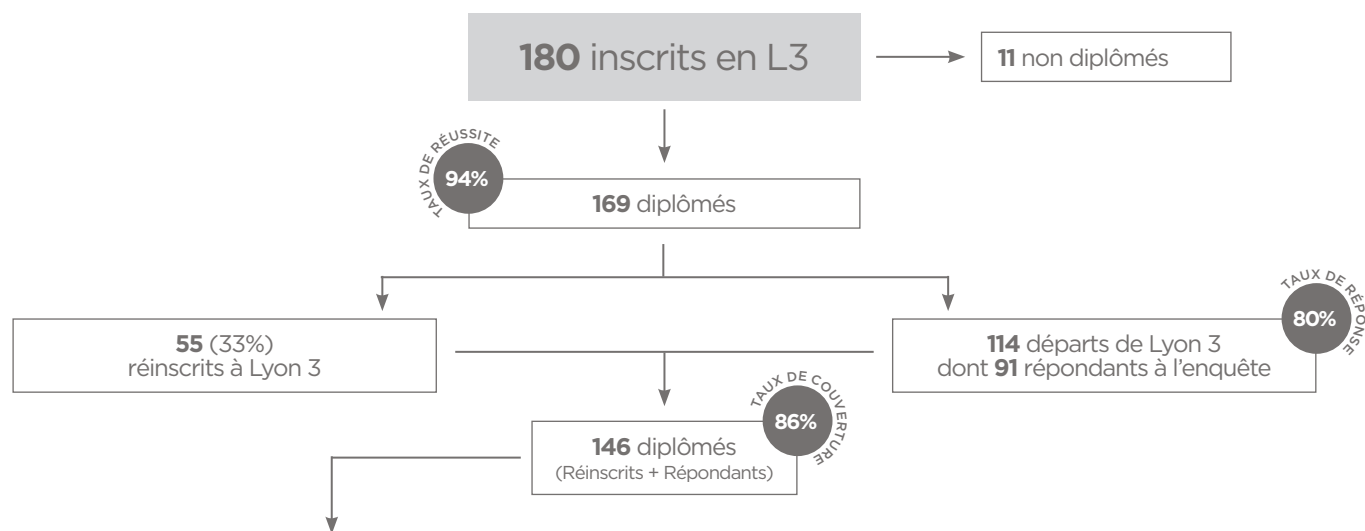 180 inscrits en L3
11 non diplômés
TAUX DE RÉUSSITE
94%
169 diplômés
55 (33%)
réinscrits à Lyon 3
TAUX DE RÉPONSE
80%
114 départs de Lyon 3
dont 91 répondants à l'enquête
TAUX DE COUVERTURE
86%
146 diplômés
(Réinscrits + Répondants)